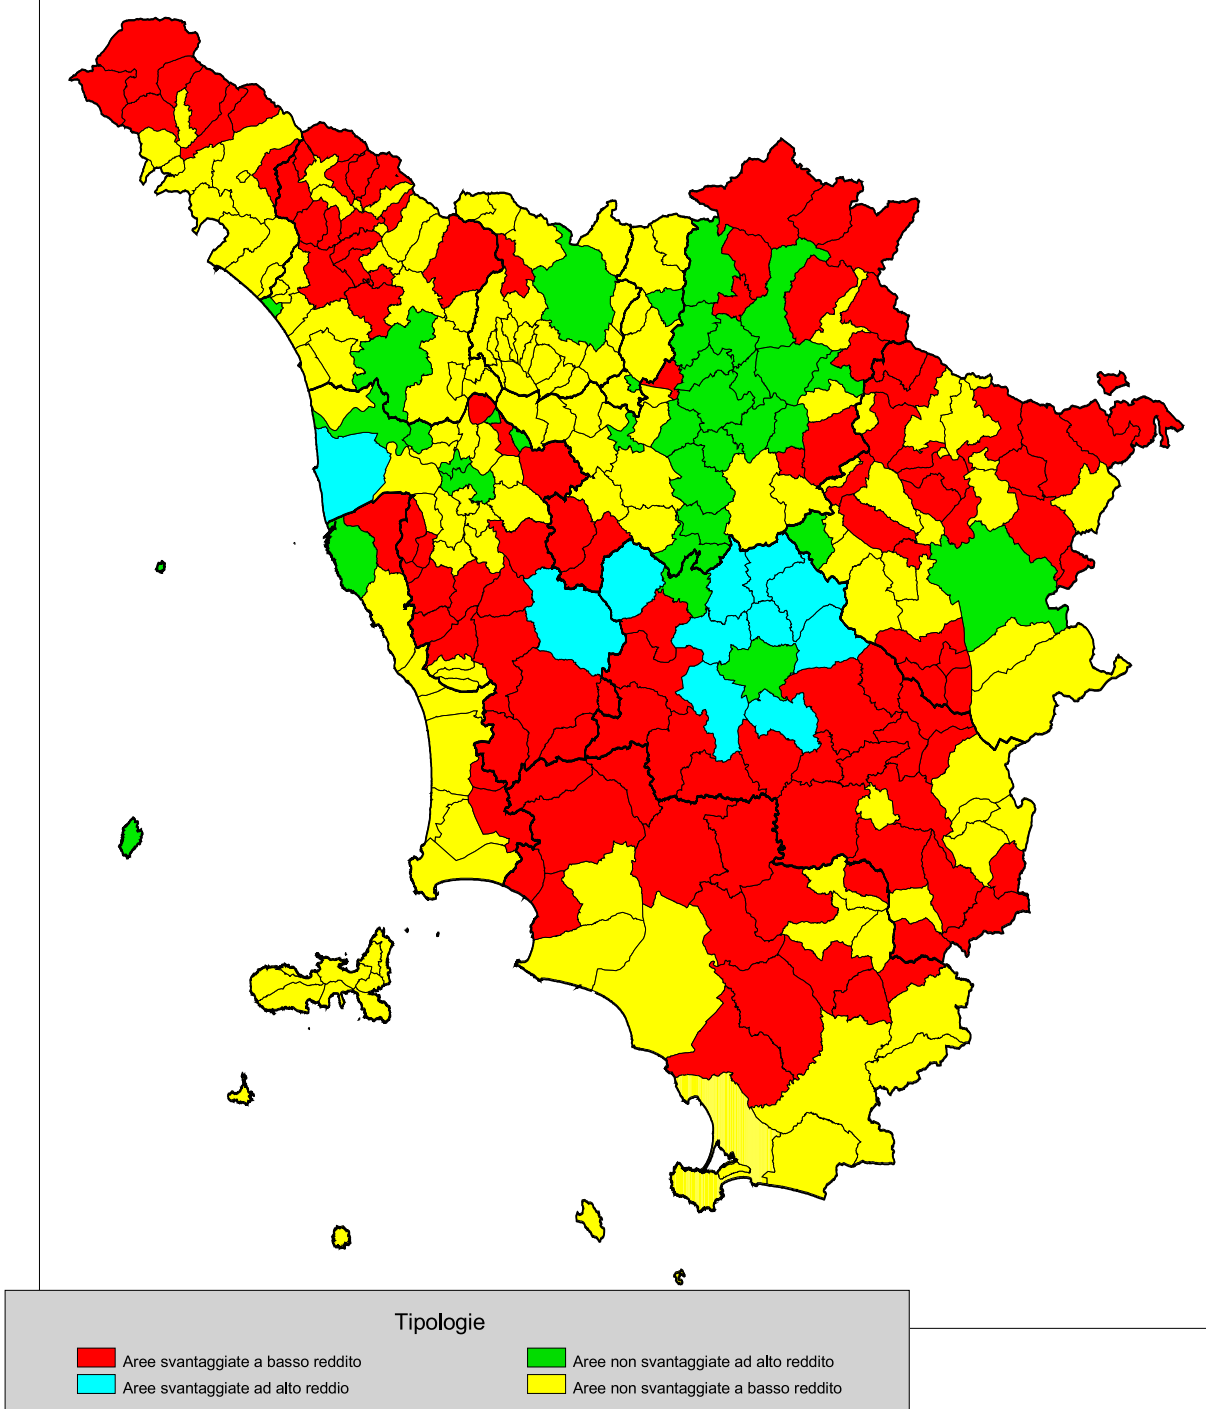 Tipologie
Aree svantaggiate a basso reddito
Aree non svantaggiate ad alto reddito
Aree svantaggiate ad alto reddio
Aree non svantaggiate a basso reddito